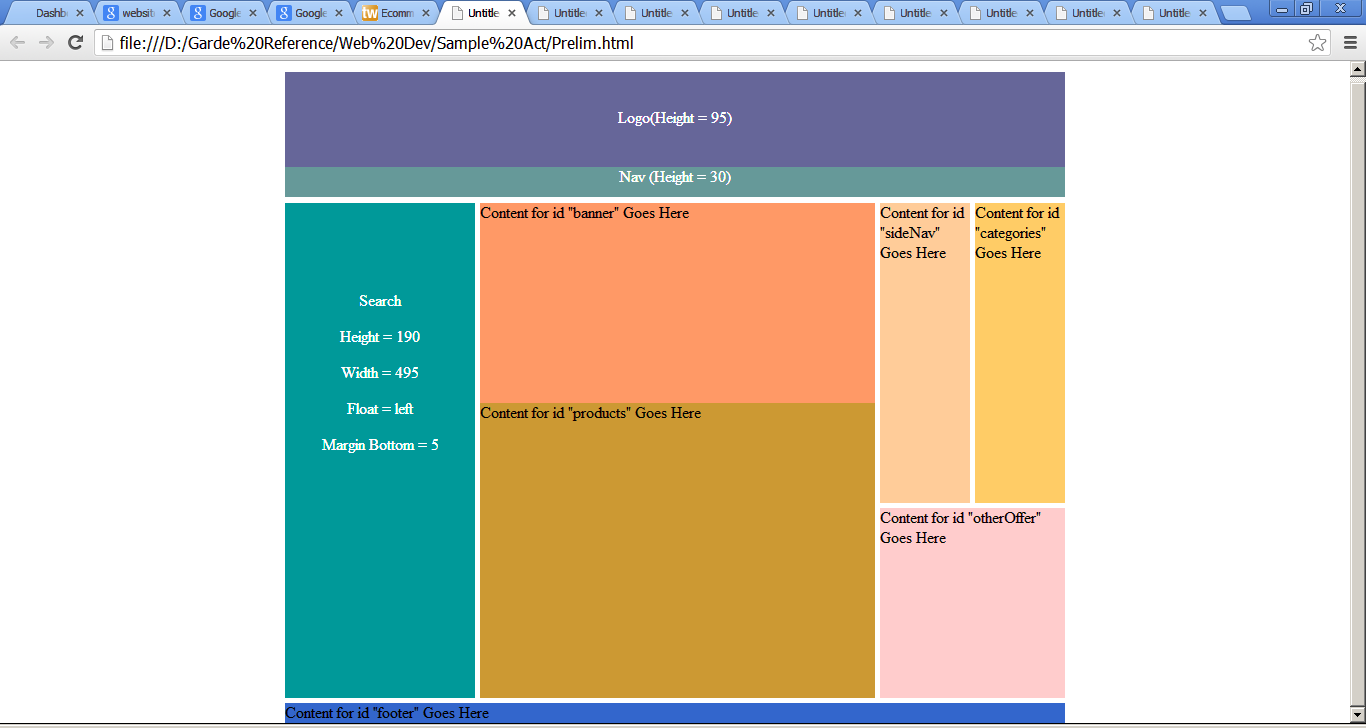 Dashb websit Google Google Ecomm Untitle Untitle Untitle Untitle Untitle Untitle Untitle Untitle Untitle
file:///D:/Garde%20Reference/Web%20Dev/Sample%20Act/Prelim.html
Logo(Height = 95)
Nav (Height = 30)
Search
Height = 190
Width = 495
Float = left
Margin Bottom = 5
Content for id "banner" Goes Here
Content for id "products" Goes Here
Content for id
"sideNav"
Goes Here
Content for id
"categories"
Goes Here
Content for id "otherOffer"
Goes Here
Content for id "footer" Goes Here